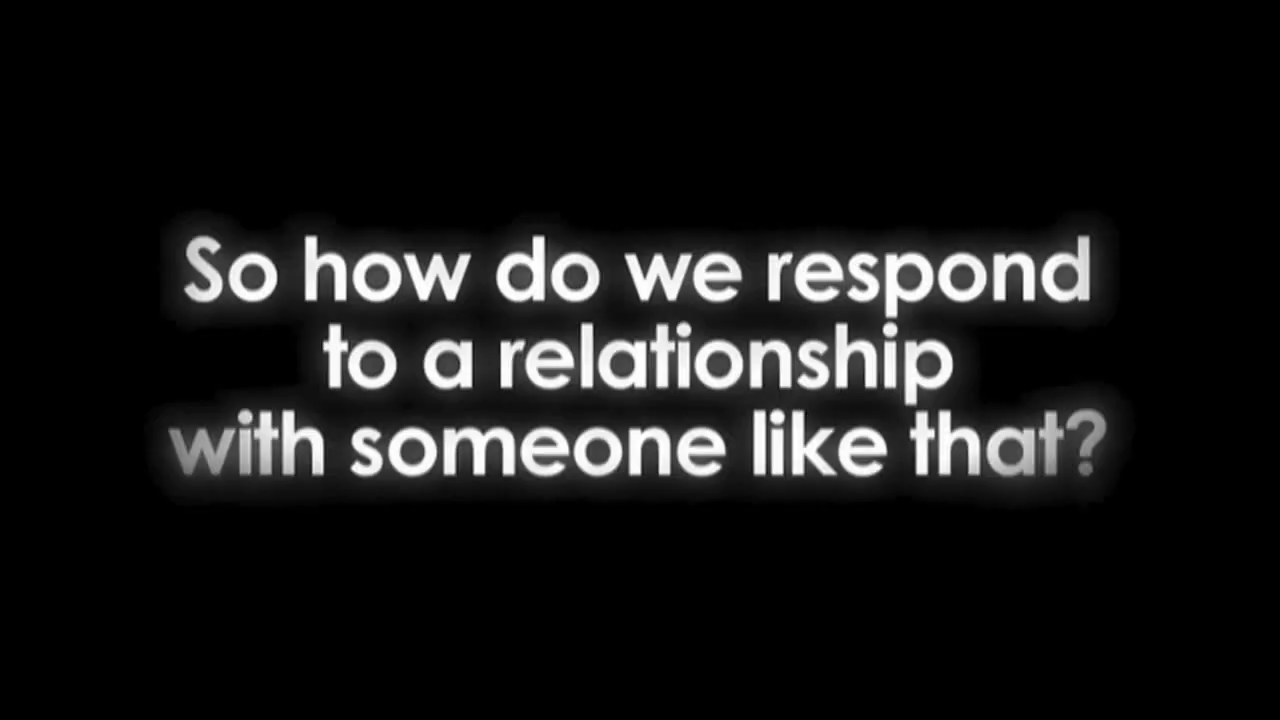 So how do we respond
to a relationship
with someone like that?